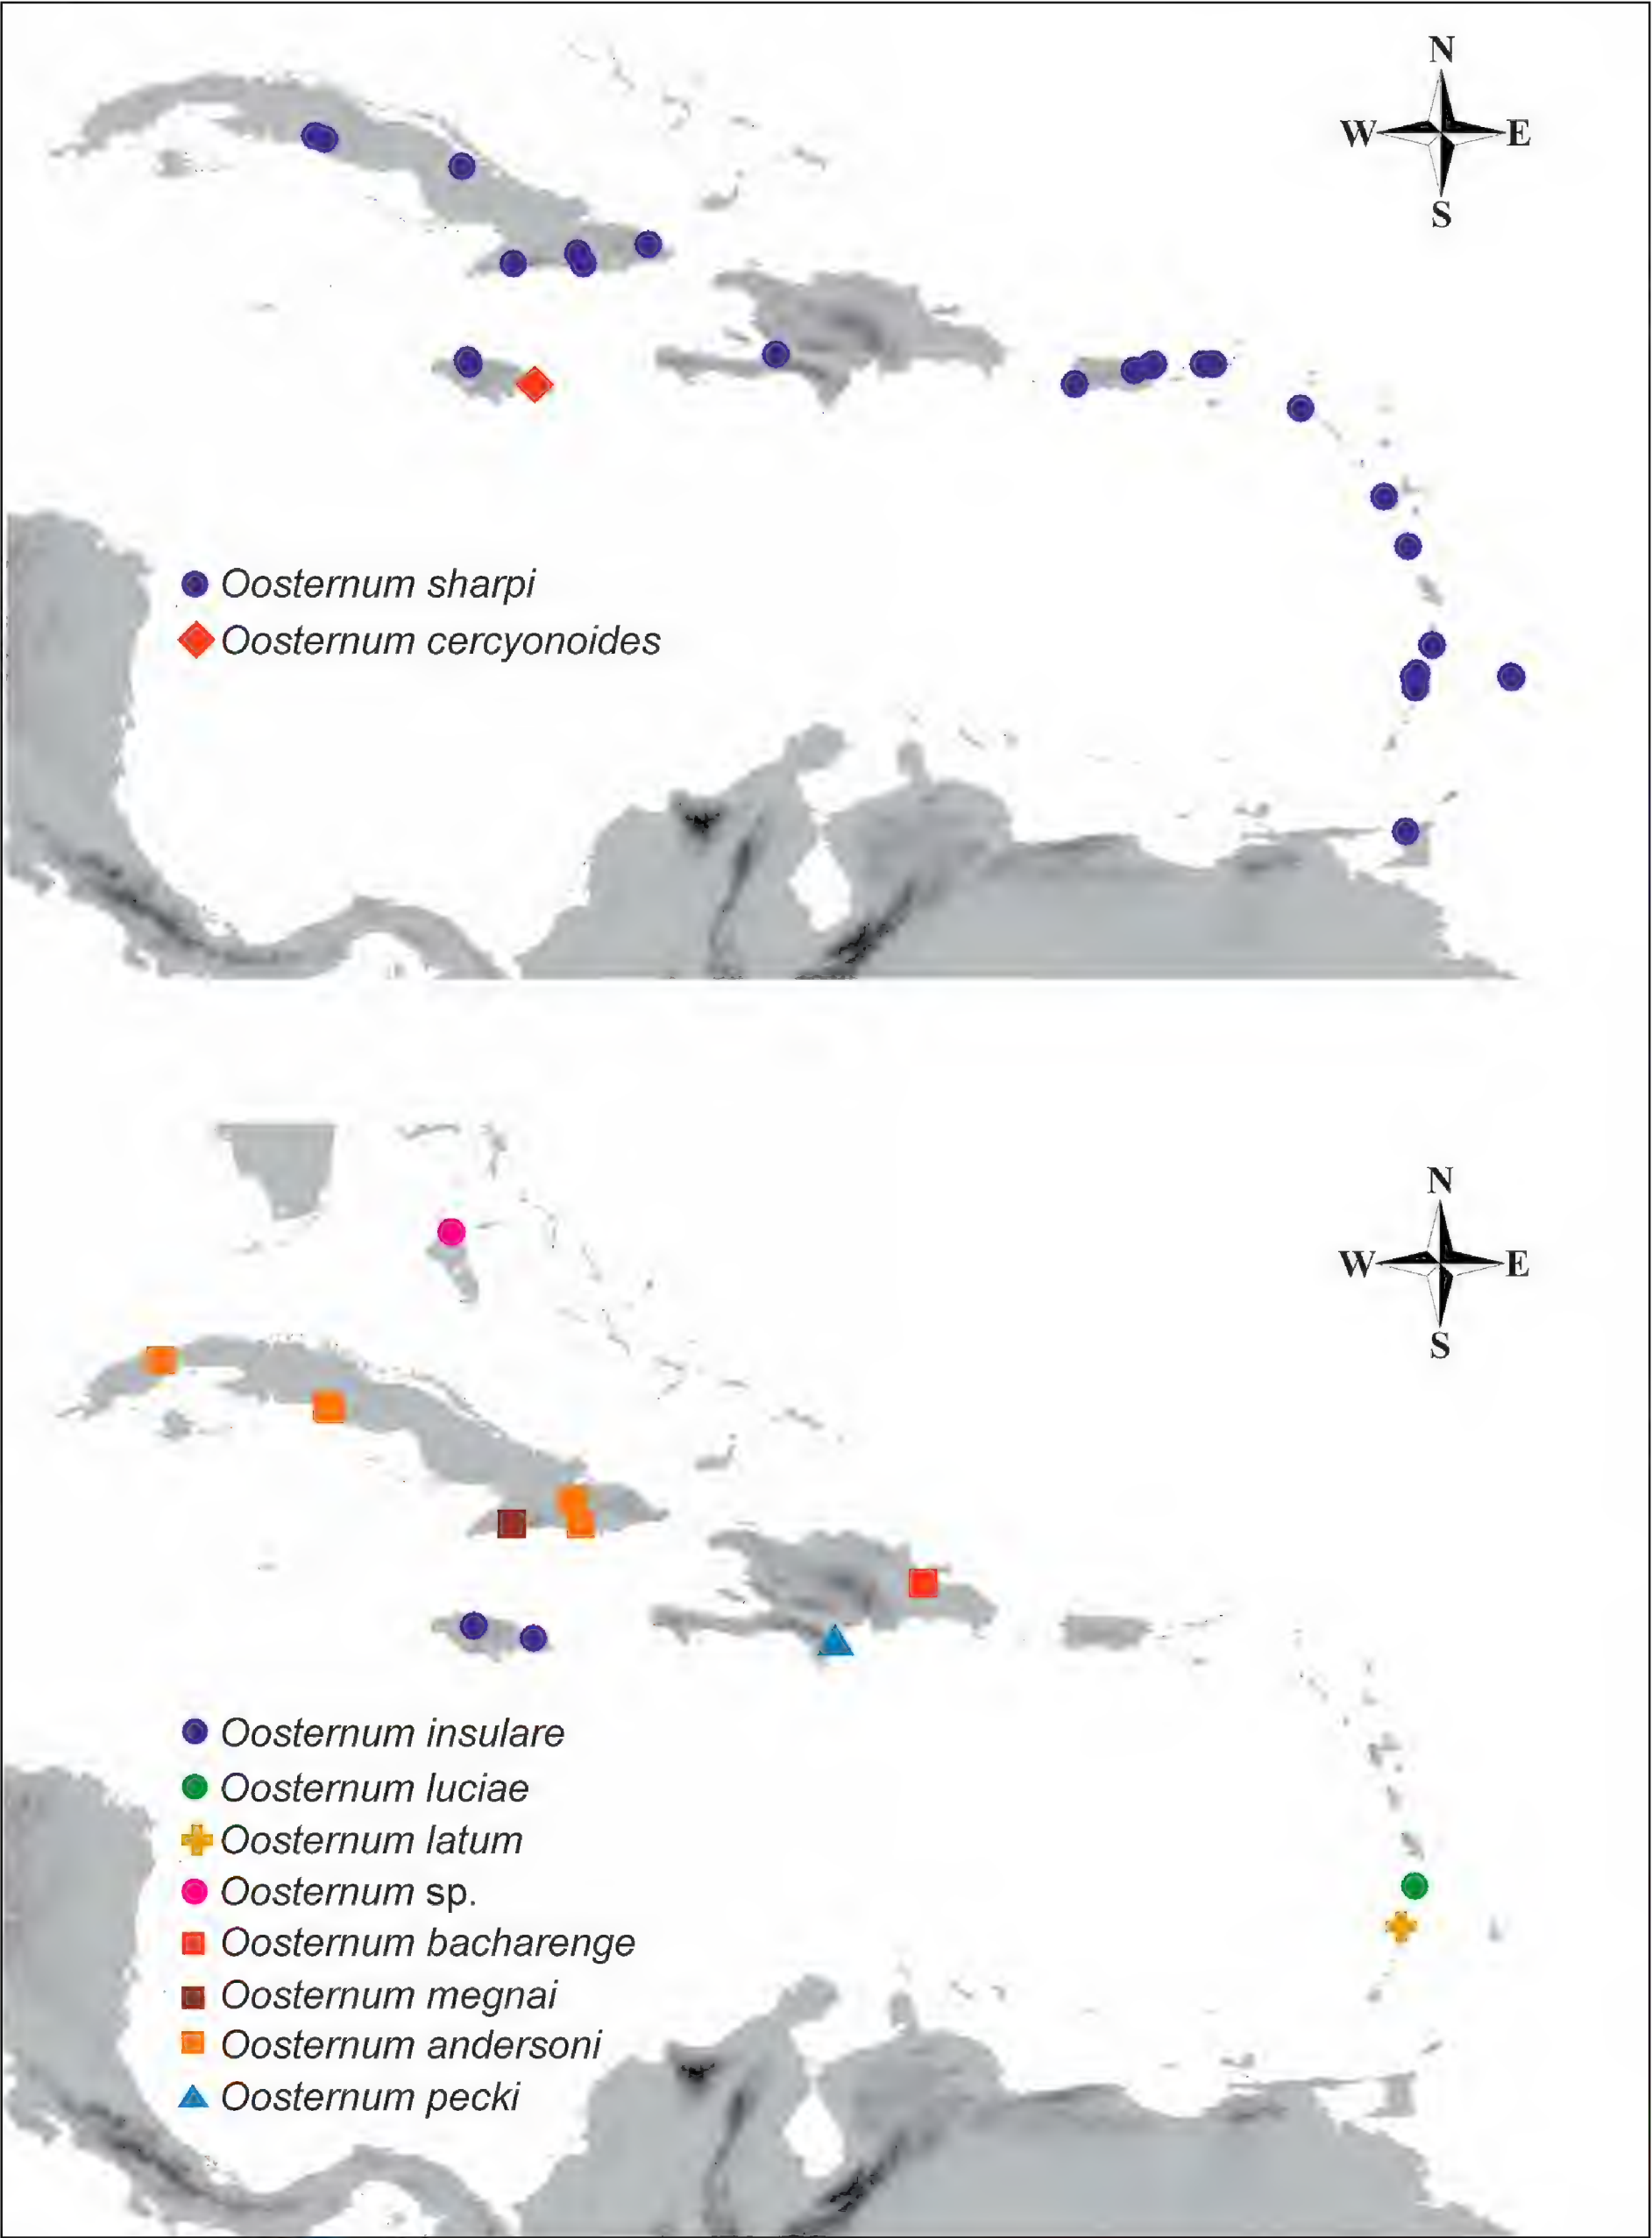 N
W E
S
Oosternum sharpi
Oosternum cercyonoides
N
W E
S
Oosternum insulare
Oosternum luciae
Oosternum latum
Oosternum sp.
Oosternum bacharenge
Oosternum megnai
Oosternum andersoni
Oosternum pecki